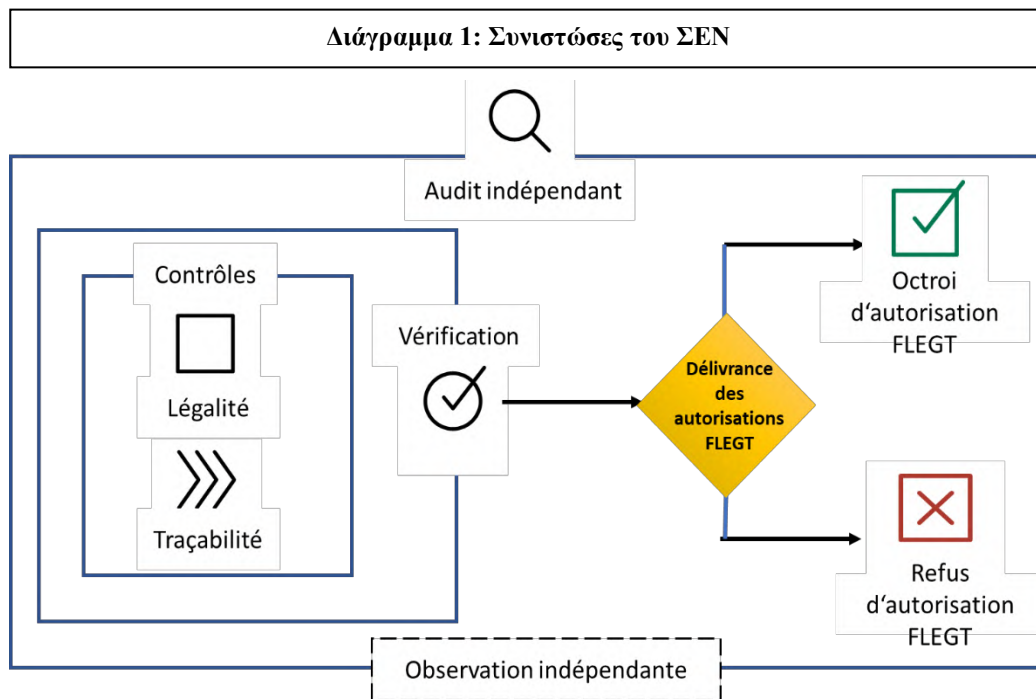 Διάγραμμα 1: Συνιστώσες του ΣΕΝ
Audit indépendant
Contrôles
Légalité
Traçabilité
Vérification
Délivrance
des
autorisations
FLEGT
Octroi
d‘autorisation
FLEGT
Refus
d‘autorisation
FLEGT
Observation indépendante